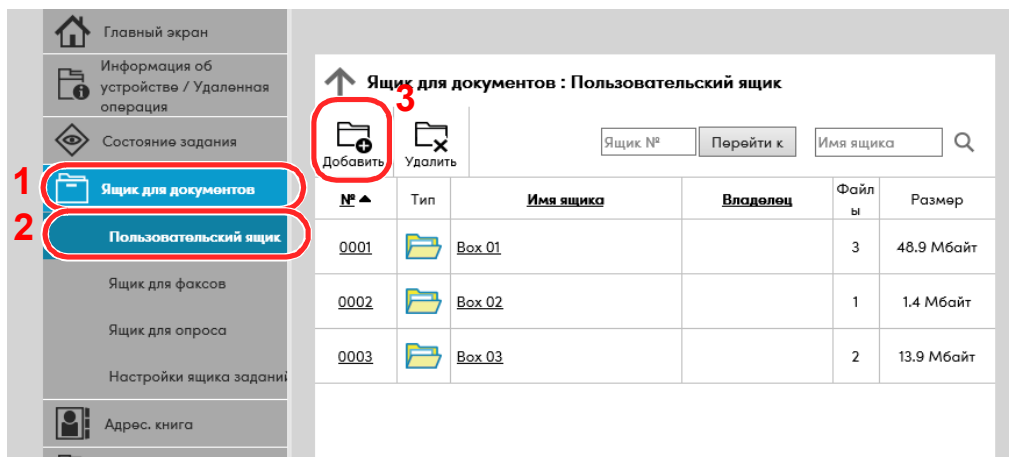 Главный экран
Информация об
устройстве / Удаленная
операция
Состояние задания
1
Ящик для документов
2
Пользовательский ящик
Ящик для факсов
Ящик для опроса
Настройки ящика заданий
Адрес. книга
Ящик для документов : Пользовательский ящик
3
Добавить Удалить Ящик № Перейти к Имя ящика
№ Тип Имя ящика Владелец Файл
ы Размер
0001 Box 01 3 48.9 Мбайт
0002 Box 02 1 1.4 Мбайт
0003 Box 03 2 13.9 Мбайт